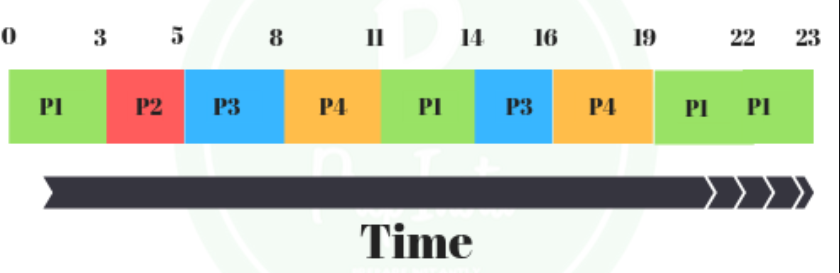 0 3 5 8 11 14 16 19 22 23
P1 P2 P3 P4 P1 P3 P4 P1 P1
Time